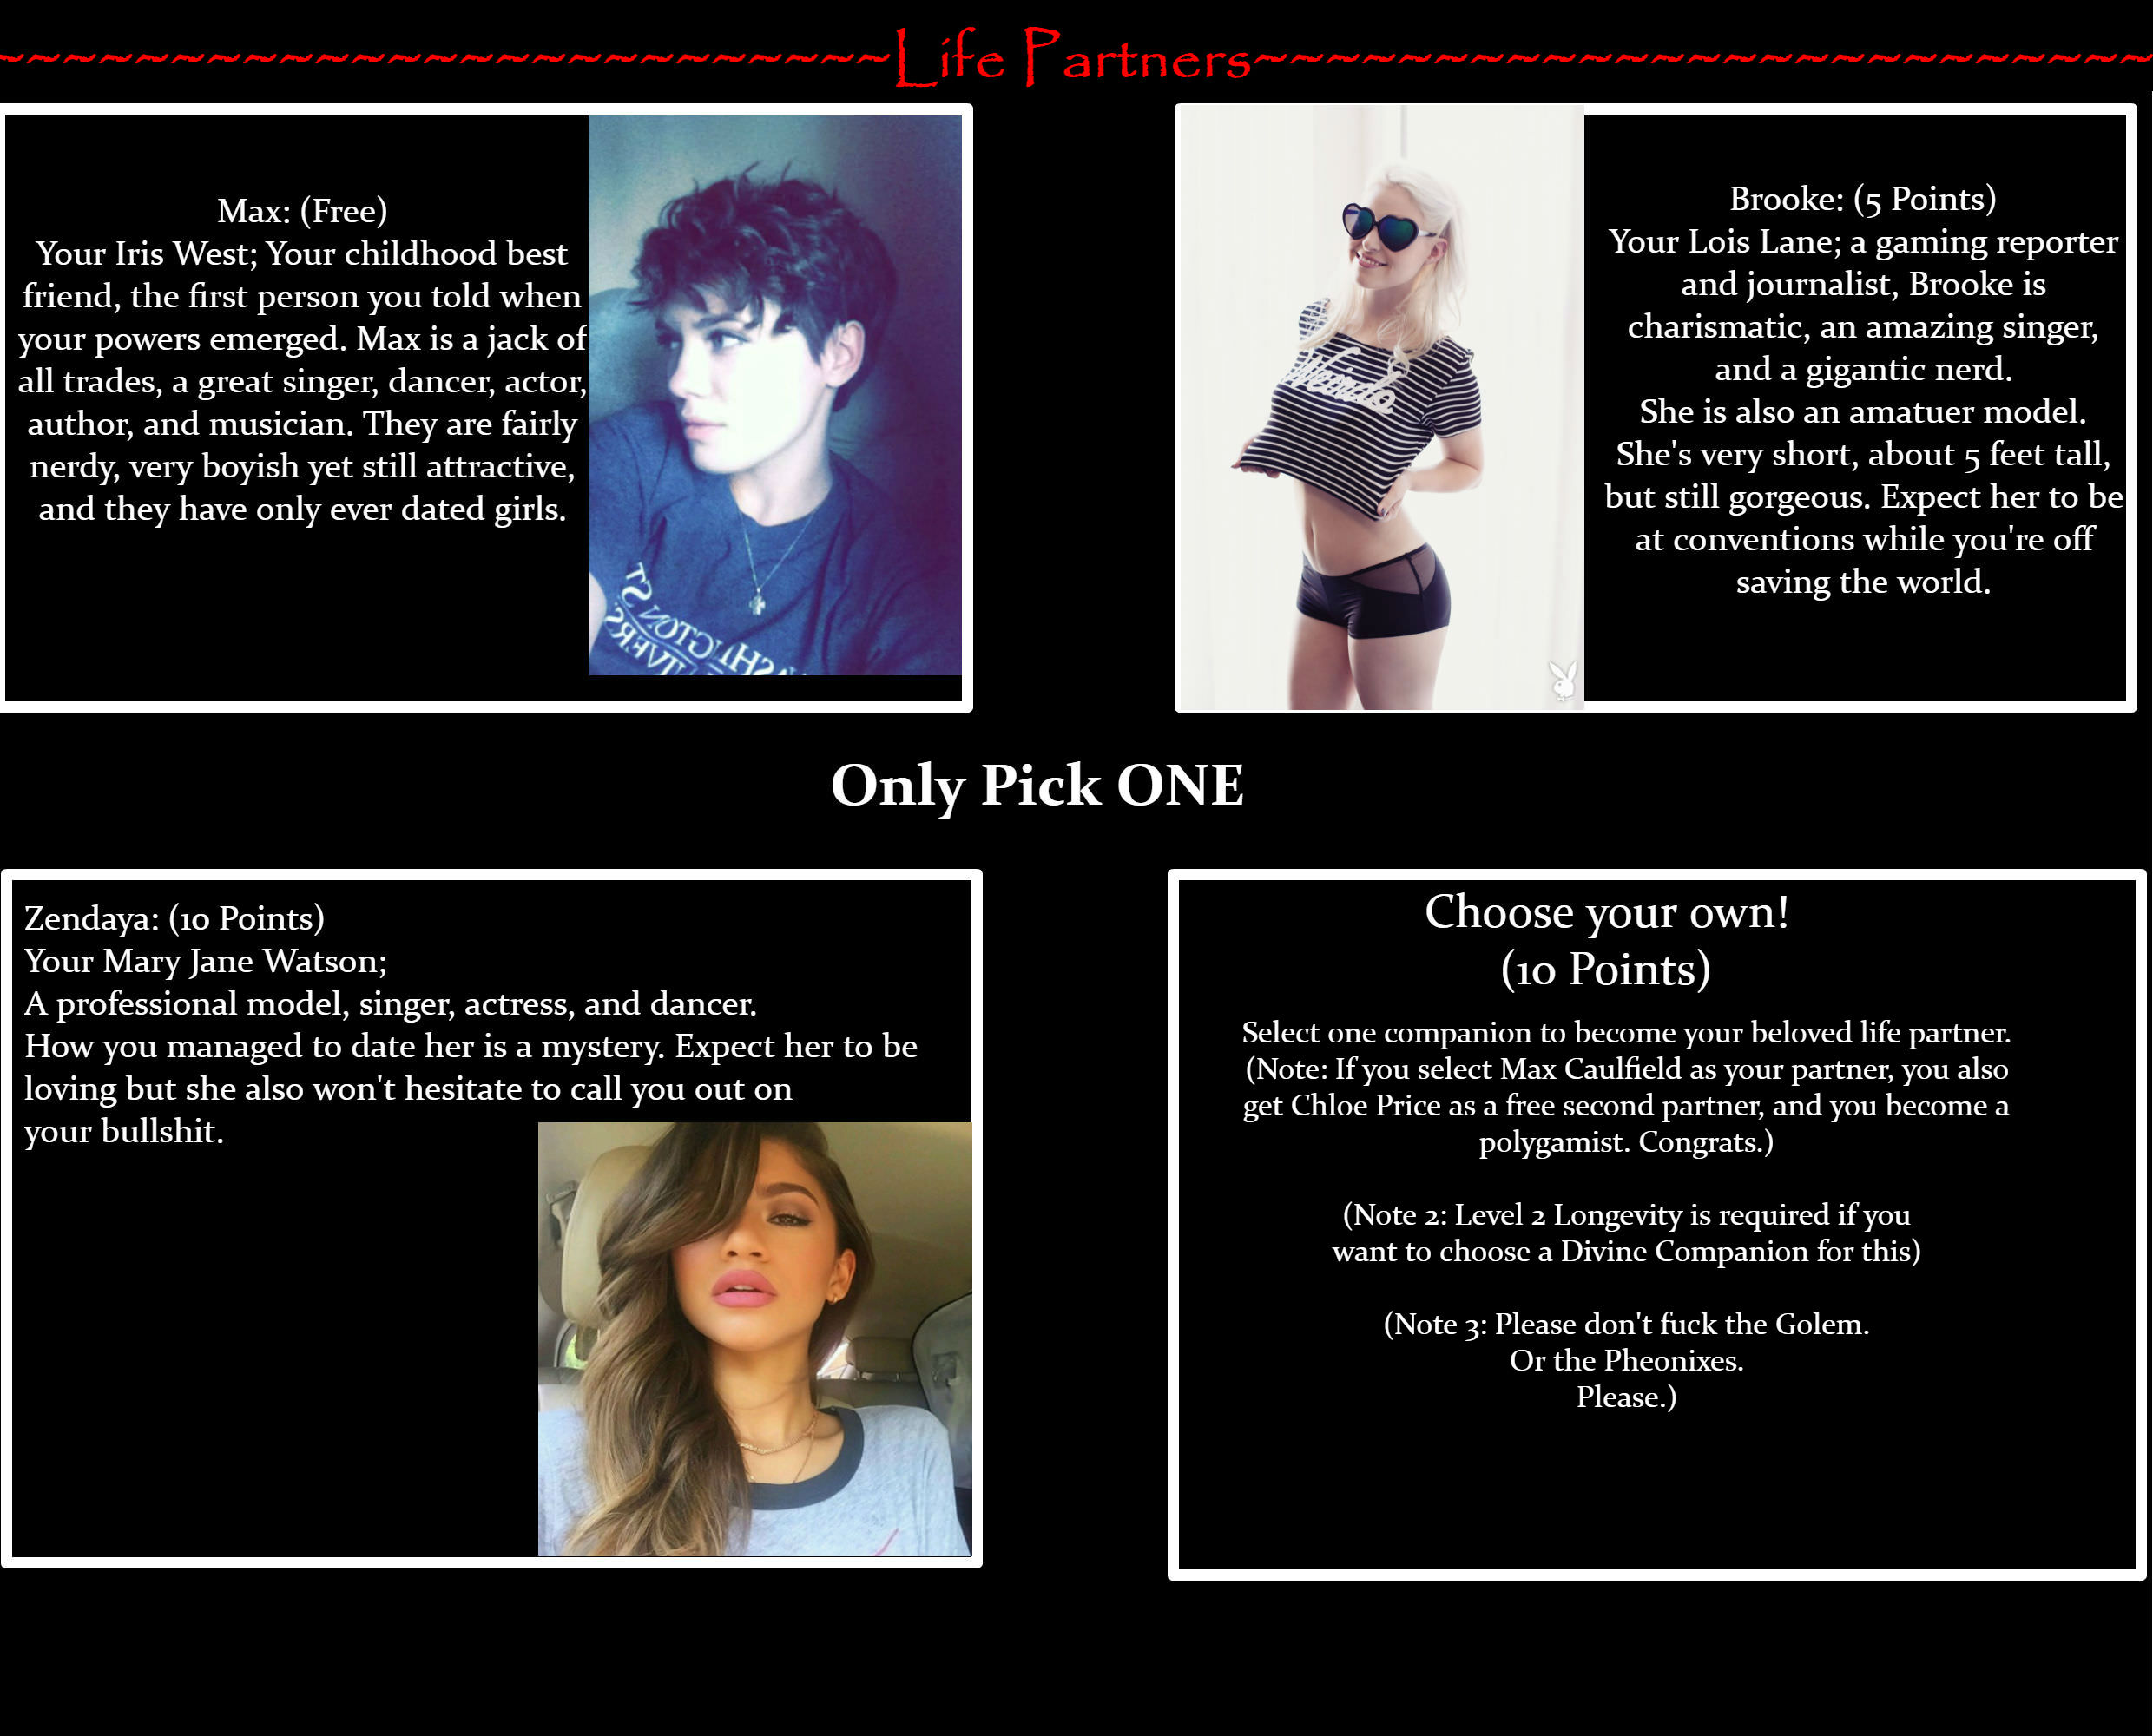 ~~~~~~~~~~~~~~~~~~~~~~~~~Life Partners~~~~~~~~~~~~~~~~~~~~~~~~~
Max: (Free)
Your Iris West; Your childhood best
friend, the first person you told when
your powers emerged. Max is a jack of
all trades, a great singer, dancer, actor,
author, and musician. They are fairly
nerdy, very boyish yet still attractive,
and they have only ever dated girls.
Weirdo
Brooke: (5 Points)
Your Lois Lane; a gaming reporter
and journalist, Brooke is
charismatic, an amazing singer,
and a gigantic nerd.
She is also an amatuer model.
She's very short, about 5 feet tall,
but still gorgeous. Expect her to be
at conventions while you're off
saving the world.
Only Pick ONE
Zendaya: (10 Points)
Your Mary Jane Watson;
A professional model, singer, actress, and dancer.
How you managed to date her is a mystery. Expect her to be
loving but she also won't hesitate to call you out on
your bullshit.
Choose your own!
(10 Points)
Select one companion to become your beloved life partner.
(Note: If you select Max Caulfield as your partner, you also
get Chloe Price as a free second partner, and you become a
polygamist. Congrats.)
(Note 2: Level 2 Longevity is required if you
want to choose a Divine Companion for this)
(Note 3: Please don't fuck the Golem.
Or the Pheonixes.
Please.)